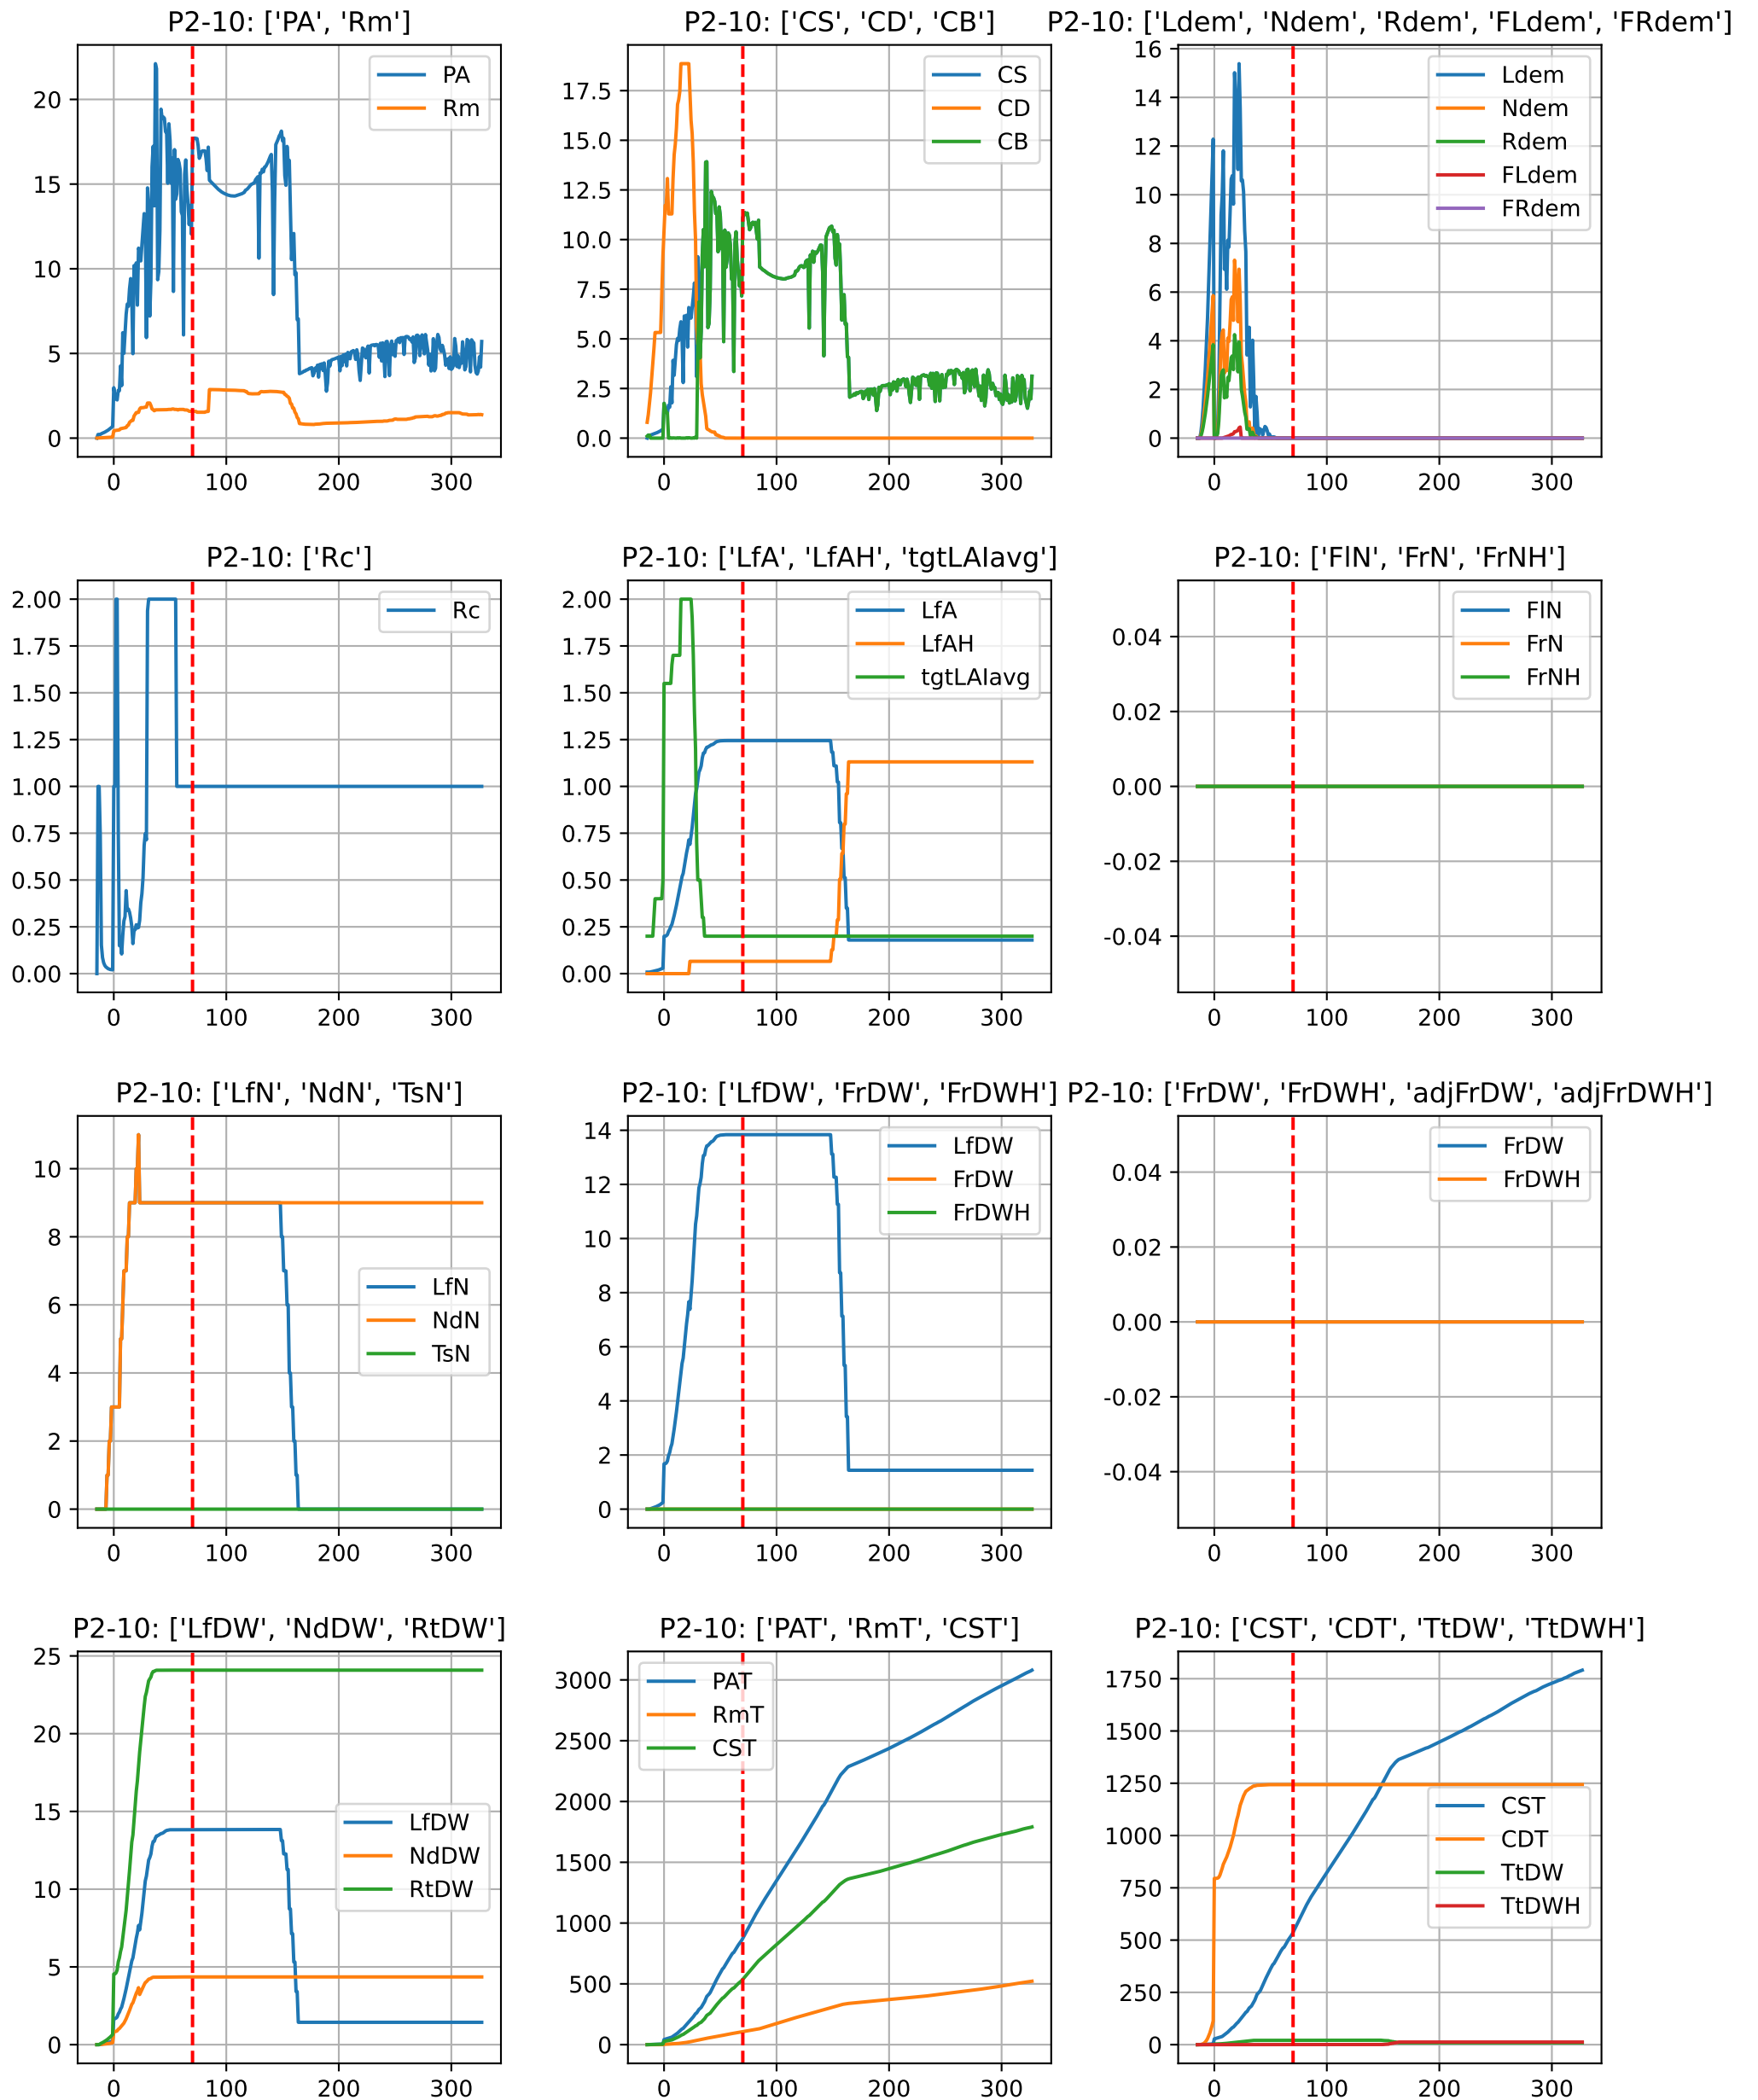 P2-10: ['PA', 'Rm']
20
15
10
5
0
0 100 200 300
PA
Rm
P2-10: ['CS', 'CD', 'CB']
17.5
15.0
12.5
10.0
7.5
5.0
2.5
0.0
0 100 200 300
CS
CD
CB
P2-10: ['Ldem', 'Ndem', 'Rdem', 'FLdem', 'FRdem']
16
14
12
10
8
6
4
2
0
0 100 200 300
Ldem
Ndem
Rdem
FLdem
FRdem
P2-10: ['Rc']
2.00
1.75
1.50
1.25
1.00
0.75
0.50
0.25
0.00
0 100 200 300
Rc
P2-10: ['LfA', 'LfAH', 'tgtLAIavg']
2.00
1.75
1.50
1.25
1.00
0.75
0.50
0.25
0.00
0 100 200 300
LfA
LfAH
tgtLAIavg
P2-10: ['FlN', 'FrN', 'FrNH']
0.04
0.02
0.00
-0.02
-0.04
0 100 200 300
FlN
FrN
FrNH
P2-10: ['LfN', 'NdN', 'TsN']
10
8
6
4
2
0
0 100 200 300
LfN
NdN
TsN
P2-10: ['LfDW', 'FrDW', 'FrDWH']
14
12
10
8
6
4
2
0
0 100 200 300
LfDW
FrDW
FrDWH
P2-10: ['FrDW', 'FrDWH', 'adjFrDW', 'adjFrDWH']
0.04
0.02
0.00
-0.02
-0.04
0 100 200 300
FrDW
FrDWH
P2-10: ['LfDW', 'NdDW', 'RtDW']
25
20
15
10
5
0
0 100 200 300
LfDW
NdDW
RtDW
P2-10: ['PAT', 'RmT', 'CST']
3000
2500
2000
1500
1000
500
0
0 100 200 300
PAT
RmT
CST
P2-10: ['CST', 'CDT', 'TtDW', 'TtDWH']
1750
1500
1250
1000
750
500
250
0
0 100 200 300
CST
CDT
TtDW
TtDWH